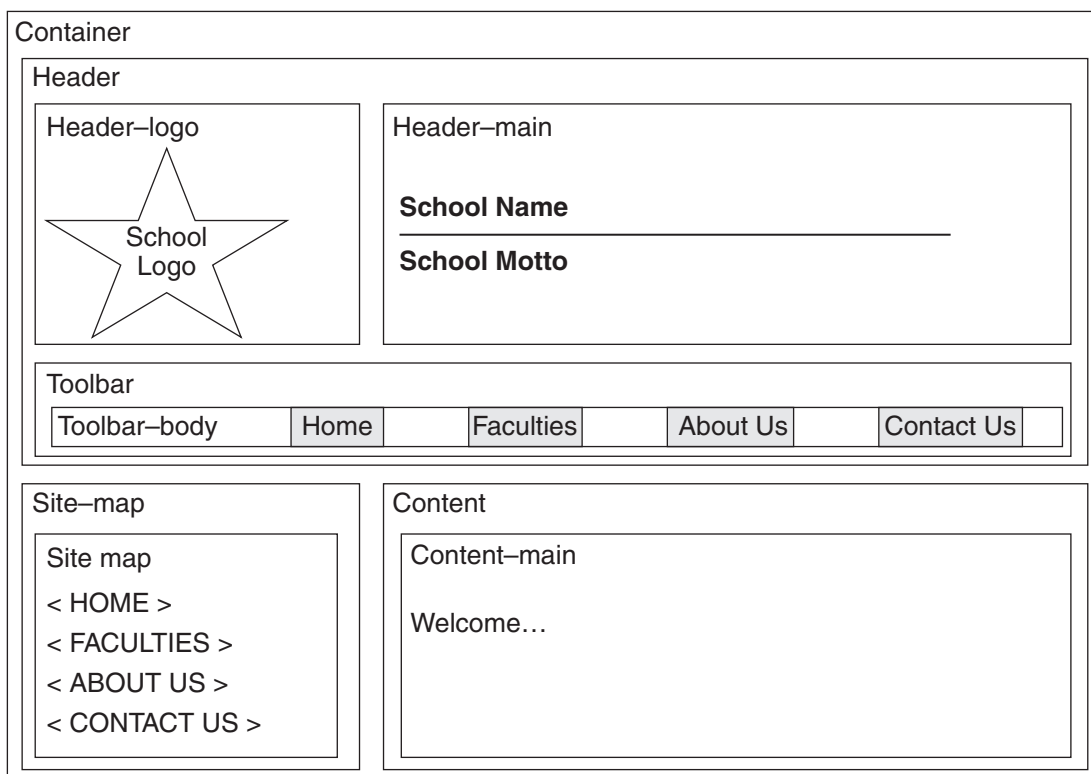 Container
Header
Header–logo
School
Logo
Header–main
School Name
School Motto
Toolbar
Toolbar–body Home Faculties About Us Contact Us
Site–map
Site map
< HOME >
< FACULTIES >
< ABOUT US >
< CONTACT US >
Content
Content–main
Welcome…